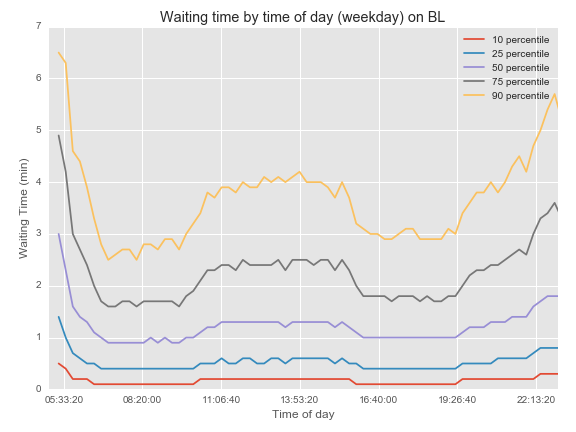 Waiting time by time of day (weekday) on BL
7
6
5
4
3
2
1
0
Waiting Time (min)
10 percentile
25 percentile
50 percentile
75 percentile
90 percentile
05:33:20 08:20:00 11:06:40 13:53:20 16:40:00 19:26:40 22:13:20
Time of day